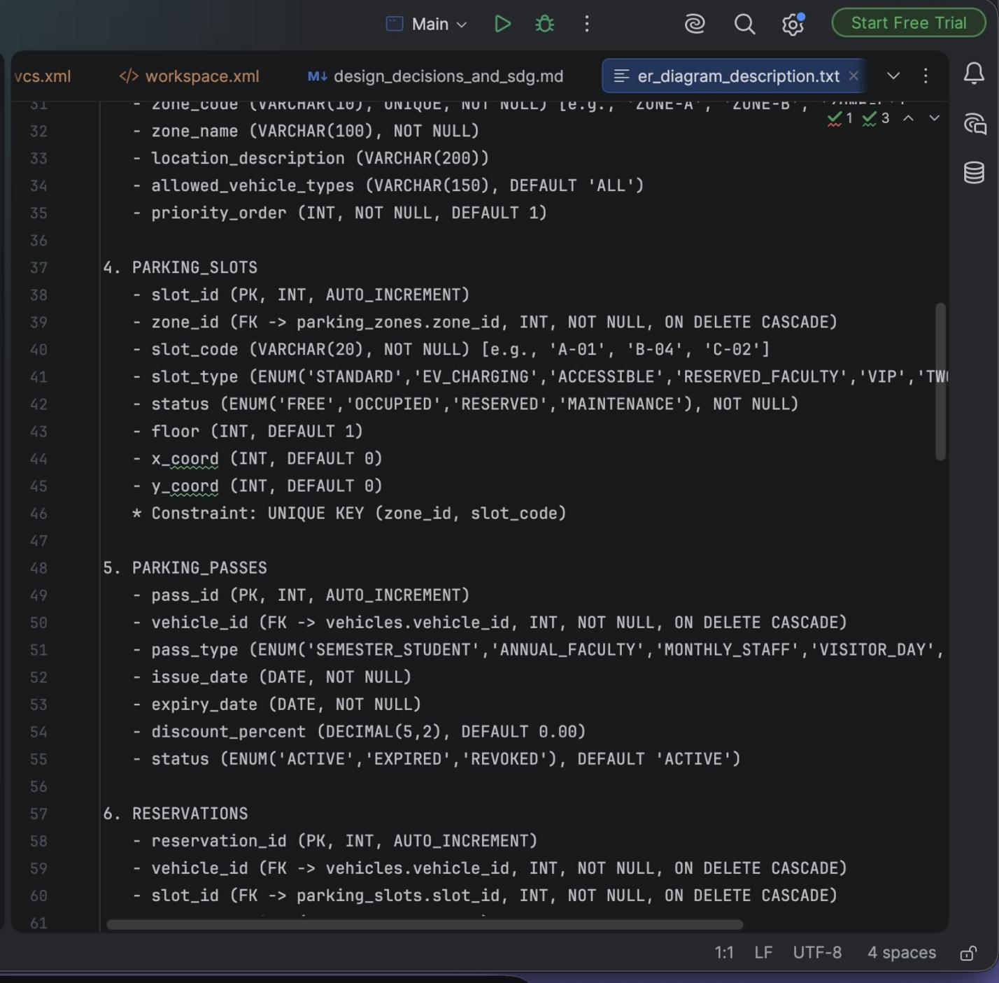 Main
Start Free Trial
vcs.xml
</> workspace.xml
M↓ design_decisions_and_sdg.md
er_diagram_description.txt
1 3
31 - zone_code (VARCHAR(10), UNIQUE, NOT NULL) [e.g., 'ZONE-A', 'ZONE-B',
32 - zone_name (VARCHAR(100), NOT NULL)
33 - location_description (VARCHAR(200))
34 - allowed_vehicle_types (VARCHAR(150), DEFAULT 'ALL')
35 - priority_order (INT, NOT NULL, DEFAULT 1)
36
37 4. PARKING_SLOTS
38 - slot_id (PK, INT, AUTO_INCREMENT)
39 - zone_id (FK -> parking_zones.zone_id, INT, NOT NULL, ON DELETE CASCADE)
40 - slot_code (VARCHAR(20), NOT NULL) [e.g., 'A-01', 'B-04', 'C-02']
41 - slot_type (ENUM('STANDARD','EV_CHARGING','ACCESSIBLE','RESERVED_FACULTY','VIP','TW
42 - status (ENUM('FREE','OCCUPIED','RESERVED','MAINTENANCE'), NOT NULL)
43 - floor (INT, DEFAULT 1)
44 - x_coord (INT, DEFAULT 0)
45 - y_coord (INT, DEFAULT 0)
46 * Constraint: UNIQUE KEY (zone_id, slot_code)
47
48 5. PARKING_PASSES
49 - pass_id (PK, INT, AUTO_INCREMENT)
50 - vehicle_id (FK -> vehicles.vehicle_id, INT, NOT NULL, ON DELETE CASCADE)
51 - pass_type (ENUM('SEMESTER_STUDENT','ANNUAL_FACULTY','MONTHLY_STAFF','VISITOR_DAY',
52 - issue_date (DATE, NOT NULL)
53 - expiry_date (DATE, NOT NULL)
54 - discount_percent (DECIMAL(5,2), DEFAULT 0.00)
55 - status (ENUM('ACTIVE','EXPIRED','REVOKED'), DEFAULT 'ACTIVE')
56
57 6. RESERVATIONS
58 - reservation_id (PK, INT, AUTO_INCREMENT)
59 - vehicle_id (FK -> vehicles.vehicle_id, INT, NOT NULL, ON DELETE CASCADE)
60 - slot_id (FK -> parking_slots.slot_id, INT, NOT NULL, ON DELETE CASCADE)
61
1:1 LF UTF-8 4 spaces